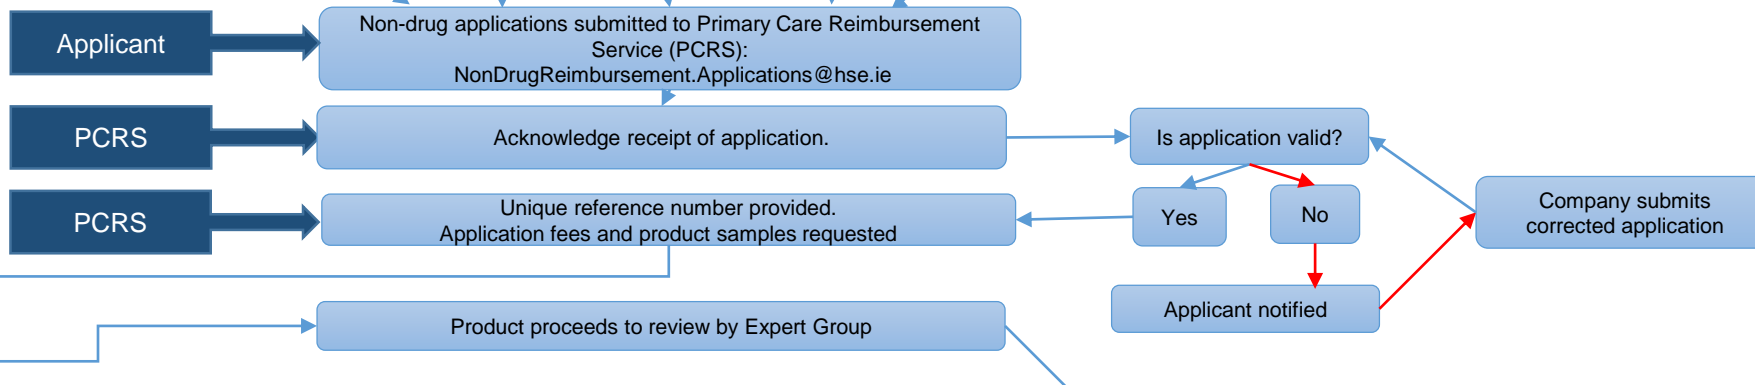 Applicant
Non-drug applications submitted to Primary Care Reimbursement
Service (PCRS):
NonDrugReimbursement.Applications@hse.ie
PCRS
Acknowledge receipt of application.
Is application valid?
PCRS
Unique reference number provided.
Application fees and product samples requested
Yes
No
Company submits
corrected application
Applicant notified
Product proceeds to review by Expert Group